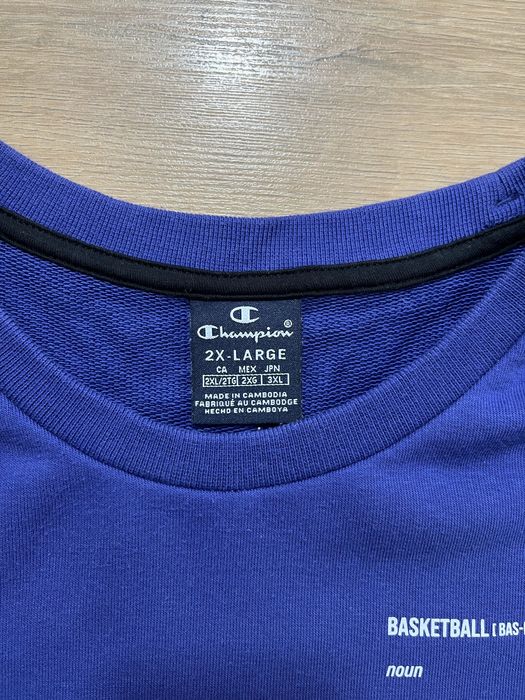 Champion®
2X-LARGE
CA MEX JPN
2XL/2TG 2XG 3XL
MADE IN CAMBODIA
FABRIQUÉ AU CAMBODGE
HECHO EN CAMBOYA
BASKETBALL [BAS-
noun